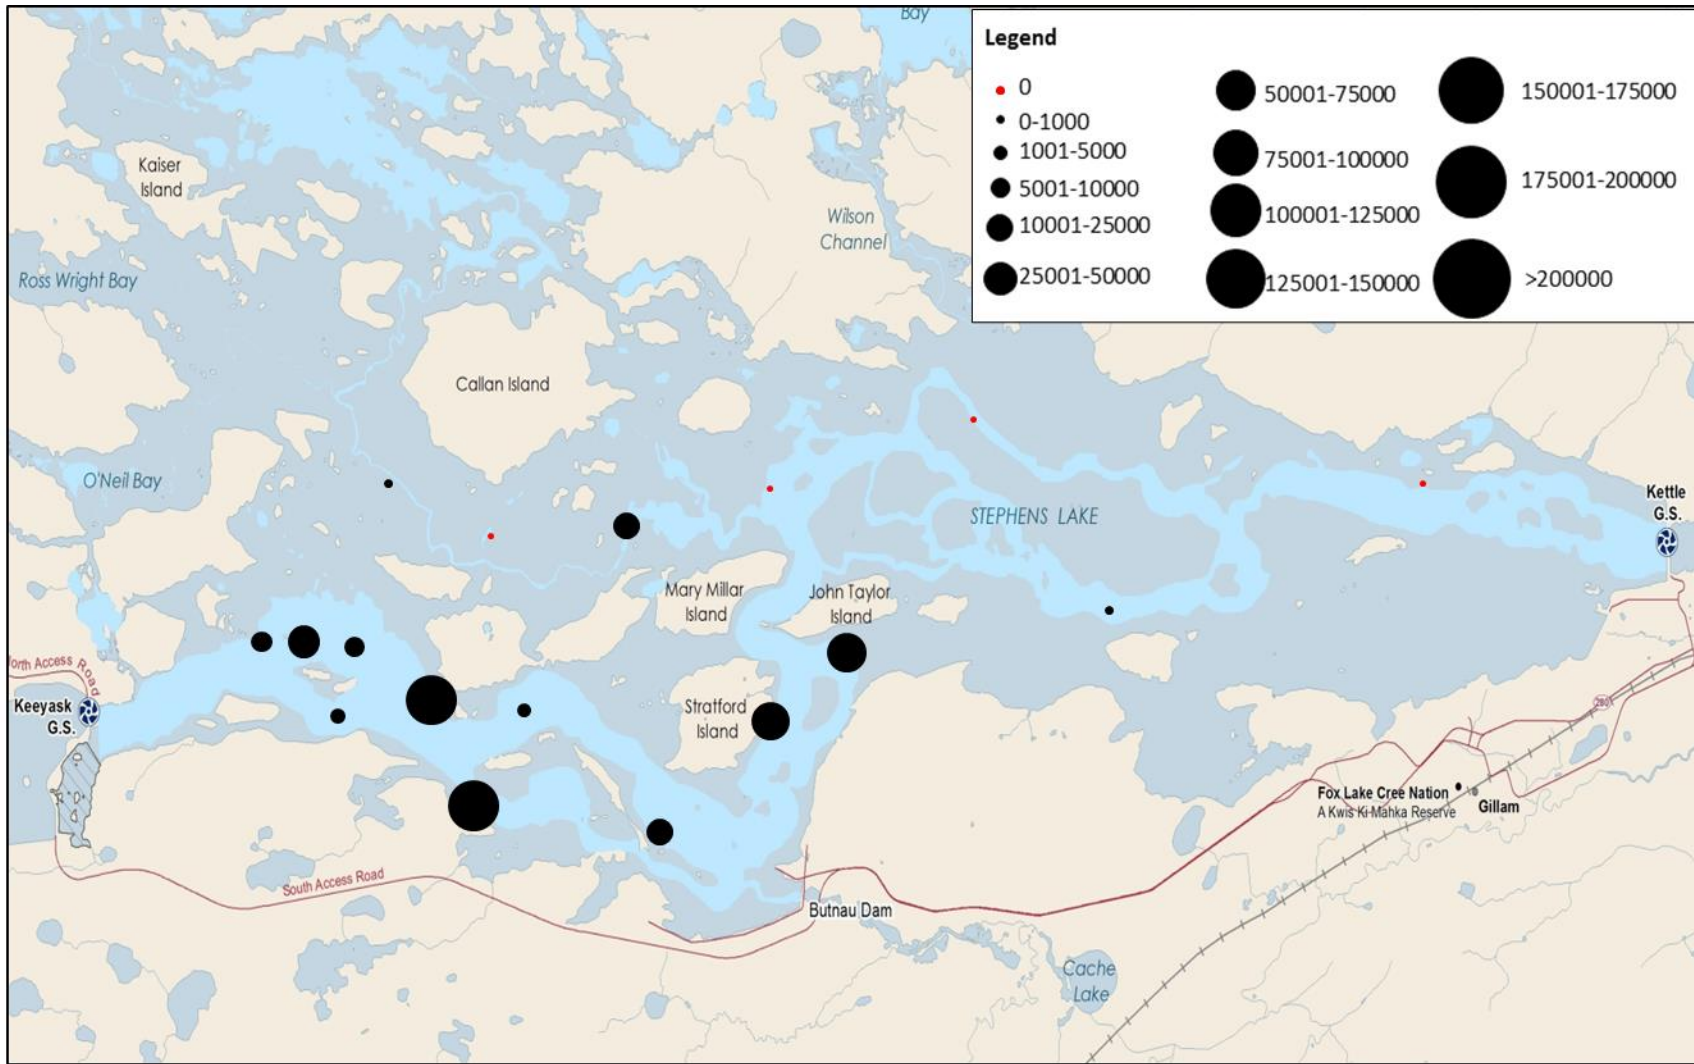 Bay
Legend
0
0-1000
1001-5000
5001-10000
10001-25000
25001-50000
50001-75000
75001-100000
100001-125000
125001-150000
150001-175000
175001-200000
>200000
Kaiser
Island
Wilson
Channel
Ross Wright Bay
Callan Island
O'Neil Bay
STEPHENS LAKE
Kettle
G.S.
Mary Millar
Island
John Taylor
Island
North Access Road
Keeyask
G.S.
Stratford
Island
280
Fox Lake Cree Nation
A Kwis Ki Mahka Reserve
Gillam
South Access Road
Butnau Dam
Cache
Lake